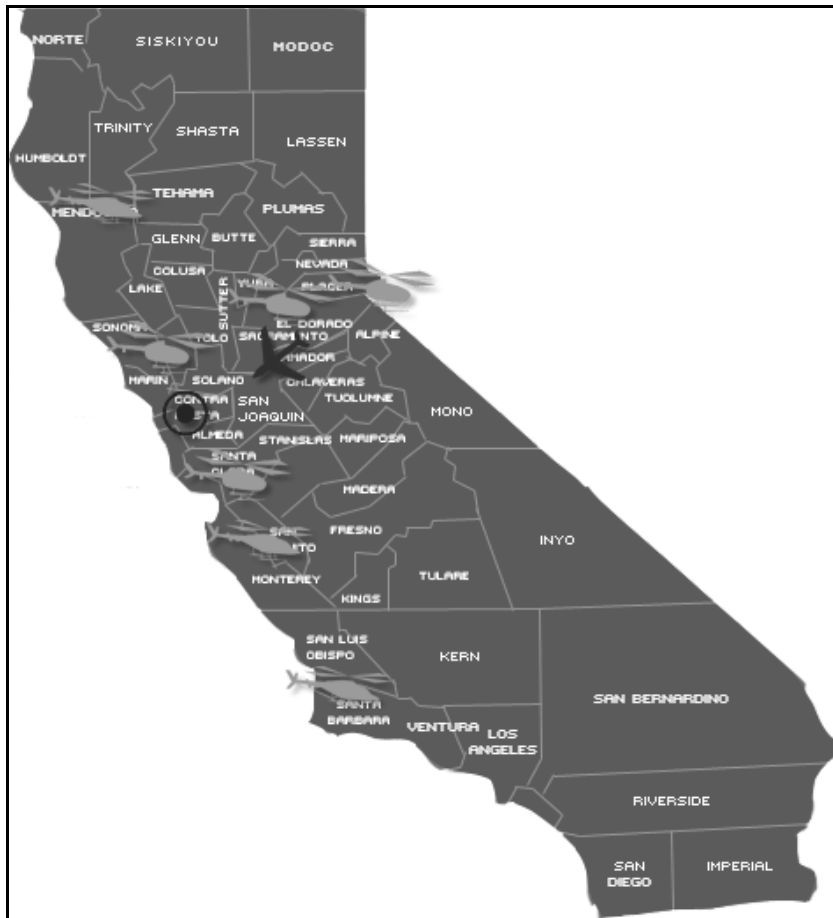 NORTE
SISKIYOU
MODOC
TRINITY
SHASTA
LASSEN
HUMBOLDT
TEHAMA
PLUMAS
GLENN
BUTTE
SIERRA
NEVADA
COLUSA
LAKE
SUTTER
EL DORADO
ALPINE
SOLANO
MARIN
CALAVERAS
TUOLUMNE
CONTRA
SAN
JOAQUIN
MONO
ALMEDA
STANISLAS
MARIPOSA
SANTA
MADERA
FRESNO
INYO
MONTEREY
TULARE
KINGS
SAN LUIS
OBISPO
KERN
SAN BERNARDINO
SANTA
BARBARA
VENTURA
LOS
ANGELES
RIVERSIDE
SAN
DIEGO
IMPERIAL